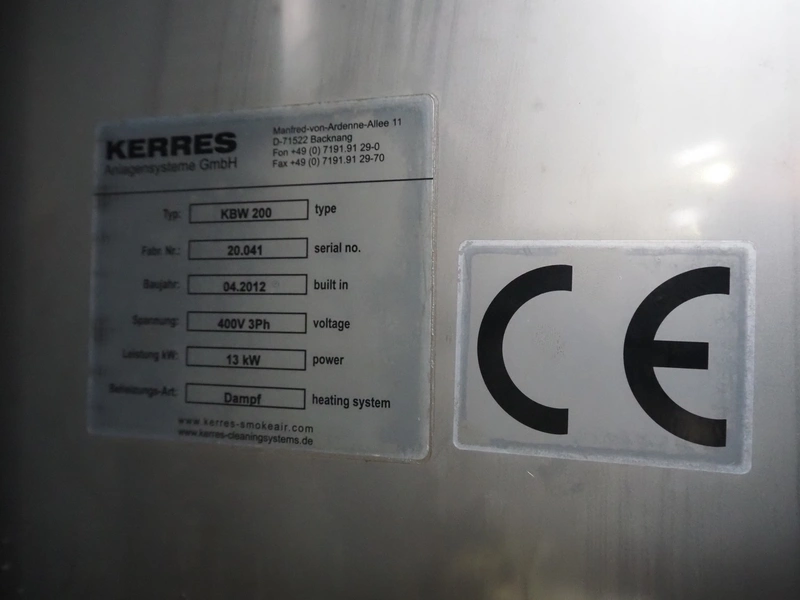 KERRES
Anlagensysteme GmbH
Manfred-von-Ardenne-Allee 11
D-71522 Backnang
Fon +49 (0) 7191.91 29-0
Fax +49 (0) 7191.91 29-70
Typ: KBW 200 type
Fabr. Nr.: 20.041 serial no.
Baujahr: 04.2012 built in
Spannung: 400V 3Ph voltage
Leistung kW: 13 kW power
Beheizungs-Art: Dampf heating system
www.kerres-smokeair.com
www.kerres-cleaningsystems.de
CE